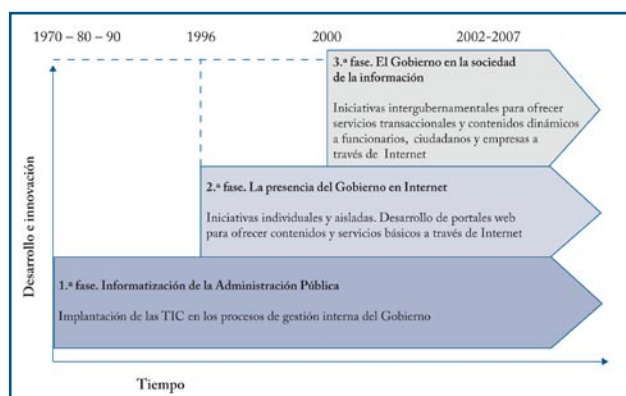 1970 – 80 – 90
1996
2000
2002-2007
3.ª fase. El Gobierno en la sociedad
de la información
Iniciativas intergubernamentales para ofrecer
servicios transaccionales y contenidos dinámicos
a funcionarios, ciudadanos y empresas a
través de Internet
2.ª fase. La presencia del Gobierno en Internet
Iniciativas individuales y aisladas. Desarrollo de portales web
para ofrecer contenidos y servicios básicos a través de Internet
1.ª fase. Informatización de la Administración Pública
Implantación de las TIC en los procesos de gestión interna del Gobierno
Desarrollo e innovación
Tiempo